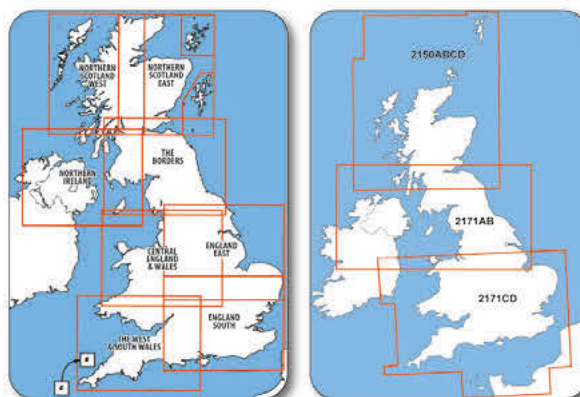 NORTHERN
SCOTLAND
WEST
NORTHERN
SCOTLAND
EAST
THE
BORDERS
NORTHERN
IRELAND
CENTRAL
ENGLAND
& WALES
ENGLAND
EAST
ENGLAND
SOUTH
THE WEST
& SOUTH WALES
2150ABCD
2171AB
2171CD